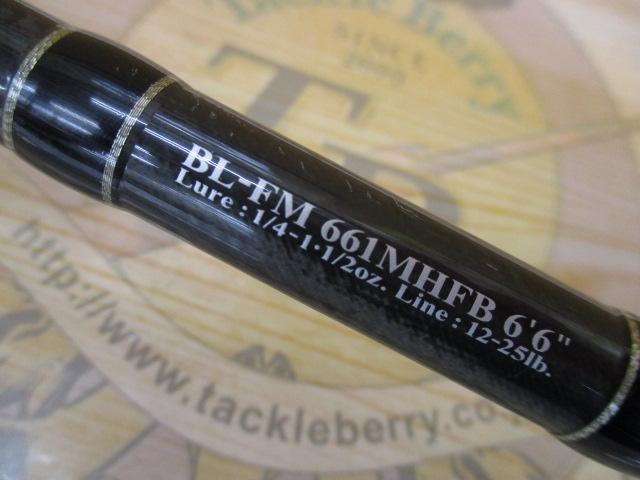 Tackle Berry
SINCE
BL-FM 661MHFB 6'6"
Lure : 1/4-1·1/2oz. Line : 12-25lb.
http://www.tackleberry.co